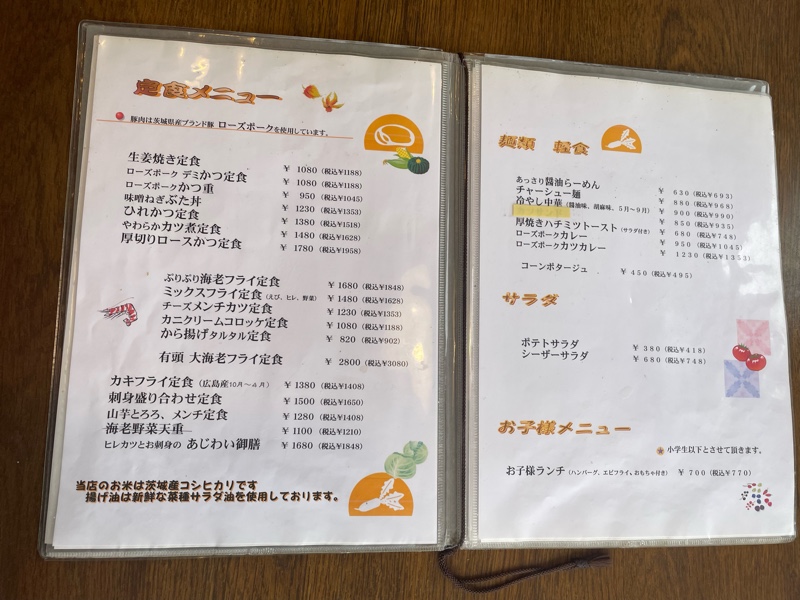 定食メニュー
豚肉は茨城県産ブランド豚 ローズポークを使用しています。
生姜焼き定食 ¥ 1080 (税込¥1188)
ローズポーク デミかつ定食 ¥ 1080 (税込¥1188)
ローズポークかつ重 ¥ 950 (税込¥1045)
味噌ねぎぶた丼 ¥ 1230 (税込¥1353)
ひれかつ定食 ¥ 1380 (税込¥1518)
やわらかカツ煮定食 ¥ 1480 (税込¥1628)
厚切りロースかつ定食 ¥ 1780 (税込¥1958)
ぷりぷり海老フライ定食 ¥ 1680 (税込¥1848)
ミックスフライ定食 (えび、ヒレ、野菜) ¥ 1480 (税込¥1628)
チーズメンチカツ定食 ¥ 1230 (税込¥1353)
カニクリームコロッケ定食 ¥ 1080 (税込¥1188)
から揚げタルタル定食 ¥ 820 (税込¥902)
有頭 大海老フライ定食 ¥ 2800 (税込¥3080)
カキフライ定食 (広島産10月~4月) ¥ 1380 (税込¥1408)
刺身盛り合わせ定食 ¥ 1500 (税込¥1650)
山芋とろろ、メンチ定食 ¥ 1280 (税込¥1408)
海老野菜天重 ¥ 1100 (税込¥1210)
ヒレカツとお刺身の あじわい御膳 ¥ 1680 (税込¥1848)
当店のお米は茨城産コシヒカリです
揚げ油は新鮮な菜種サラダ油を使用しております。
麺類 軽食
あっさり醤油らーめん ¥ 630 (税込¥693)
チャーシュー麺 ¥ 880 (税込¥968)
冷やし中華 (醤油味、胡麻味、5月~9月) ¥ 900 (税込¥990)
¥ 850 (税込¥935)
厚焼きハチミツトースト (サラダ付き) ¥ 680 (税込¥748)
ローズポークカレー ¥ 950 (税込¥1045)
ローズポークカツカレー ¥ 1230 (税込¥1353)
コーンポタージュ ¥ 450 (税込¥495)
サラダ
ポテトサラダ ¥ 380 (税込¥418)
シーザーサラダ ¥ 680 (税込¥748)
お子様メニュー
小学生以下とさせて頂きます。
お子様ランチ (ハンバーグ、エビフライ、おもちゃ付き) ¥ 700 (税込¥770)